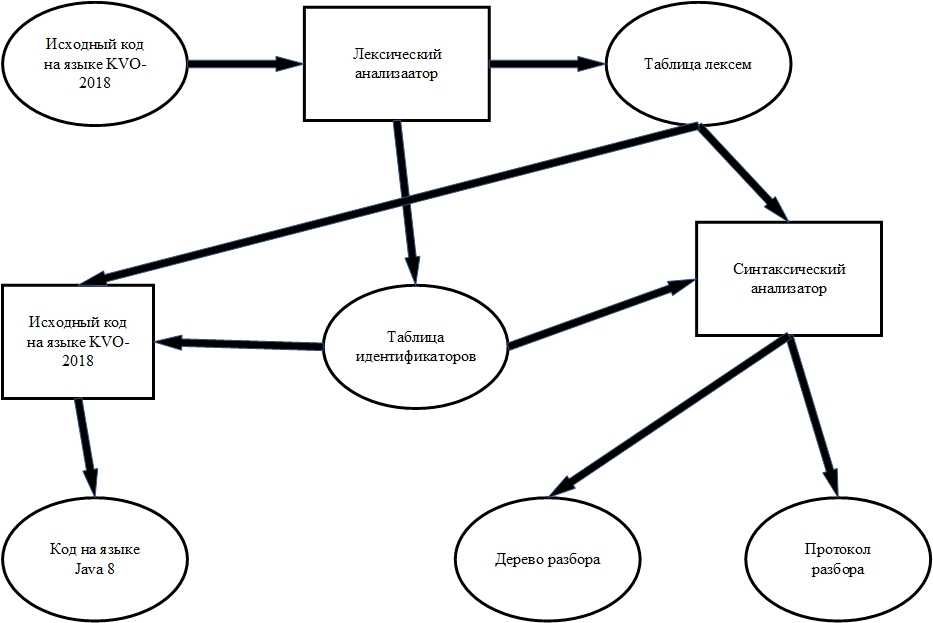 Исходный код
на языке KVO-
2018
Лексический
анализаатор
Таблица лексем
Синтаксический
анализатор
Исходный код
на языке KVO-
2018
Таблица
идентификаторов
Код на языке
Java 8
Дерево разбора
Протокол
разбора